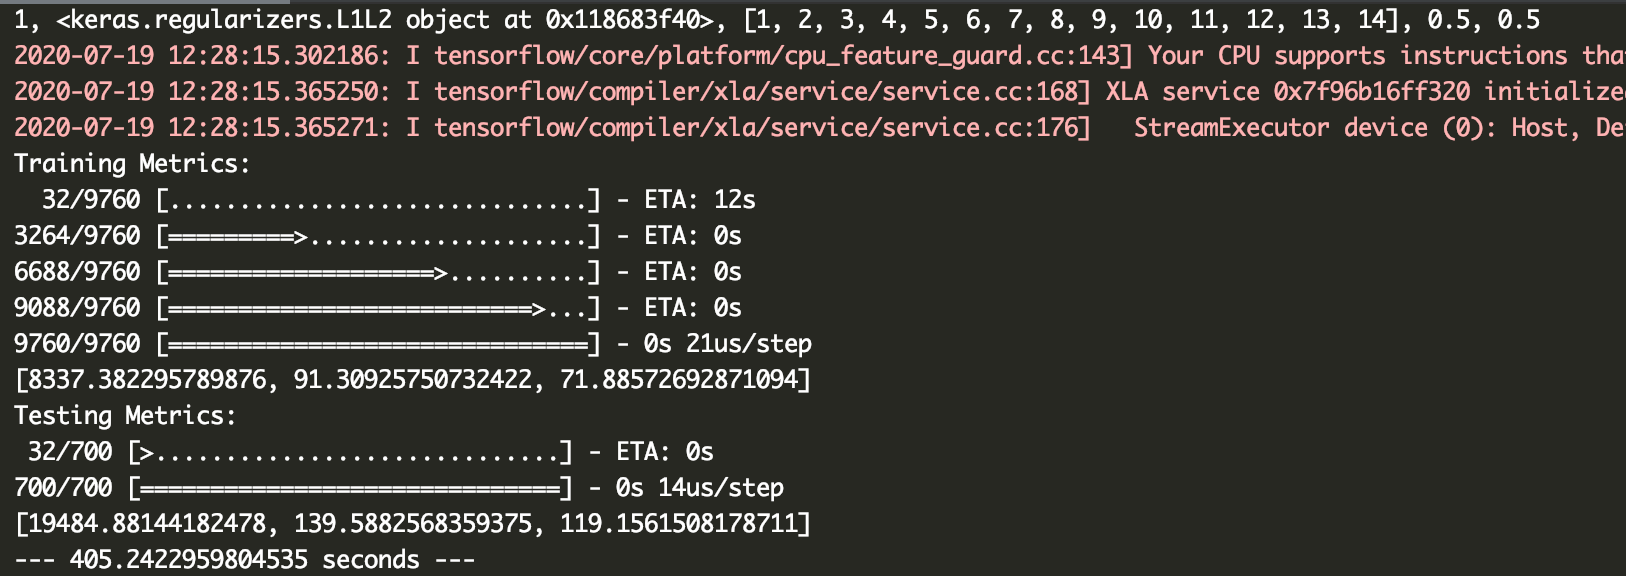 1, <keras.regularizers.L1L2 object at 0x118683f40>, [1, 2, 3, 4, 5, 6, 7, 8, 9, 10, 11, 12, 13, 14], 0.5, 0.5
2020-07-19 12:28:15.302186: I tensorflow/core/platform/cpu_feature_guard.cc:143] Your CPU supports instructions tha
2020-07-19 12:28:15.365250: I tensorflow/compiler/xla/service/service.cc:168] XLA service 0x7f96b16ff320 initialize
2020-07-19 12:28:15.365271: I tensorflow/compiler/xla/service/service.cc:176]   StreamExecutor device (0): Host, De
Training Metrics:
  32/9760 [..............................] - ETA: 12s
3264/9760 [=========>....................] - ETA: 0s
6688/9760 [===================>..........] - ETA: 0s
9088/9760 [==========================>...] - ETA: 0s
9760/9760 [==============================] - 0s 21us/step
[8337.382295789876, 91.30925750732422, 71.88572692871094]
Testing Metrics:
 32/700 [>.............................] - ETA: 0s
700/700 [==============================] - 0s 14us/step
[19484.88144182478, 139.5882568359375, 119.1561508178711]
--- 405.2422959804535 seconds ---